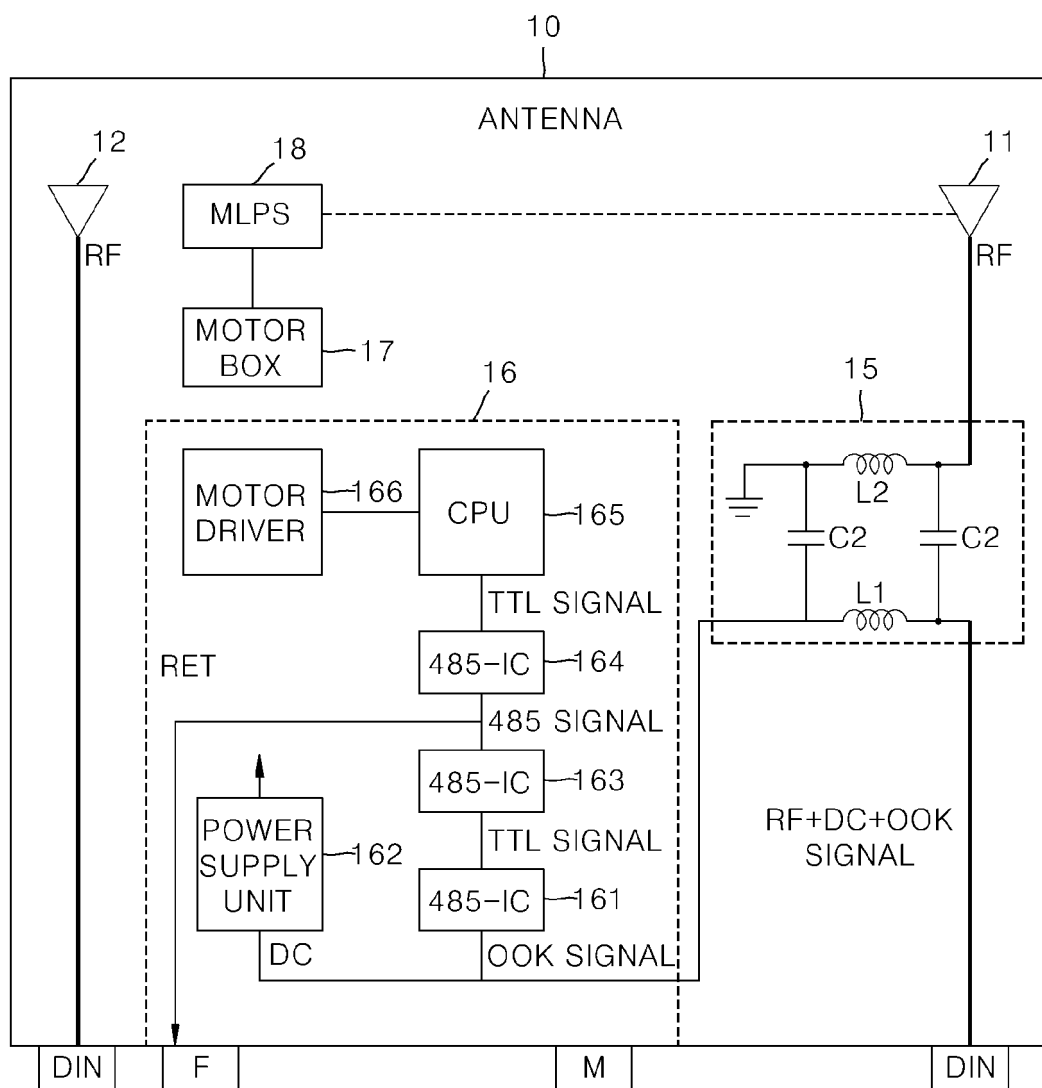 10
ANTENNA
12
18
11
MLPS
RF
RF
MOTOR
BOX
17
16
15
MOTOR
DRIVER
166
CPU
165
L2
C2
C2
L1
TTL SIGNAL
485-IC
164
RET
485 SIGNAL
485-IC
163
POWER
SUPPLY
UNIT
162
TTL SIGNAL
RF+DC+OOK
SIGNAL
485-IC
161
DC
OOK SIGNAL
DIN
F
M
DIN